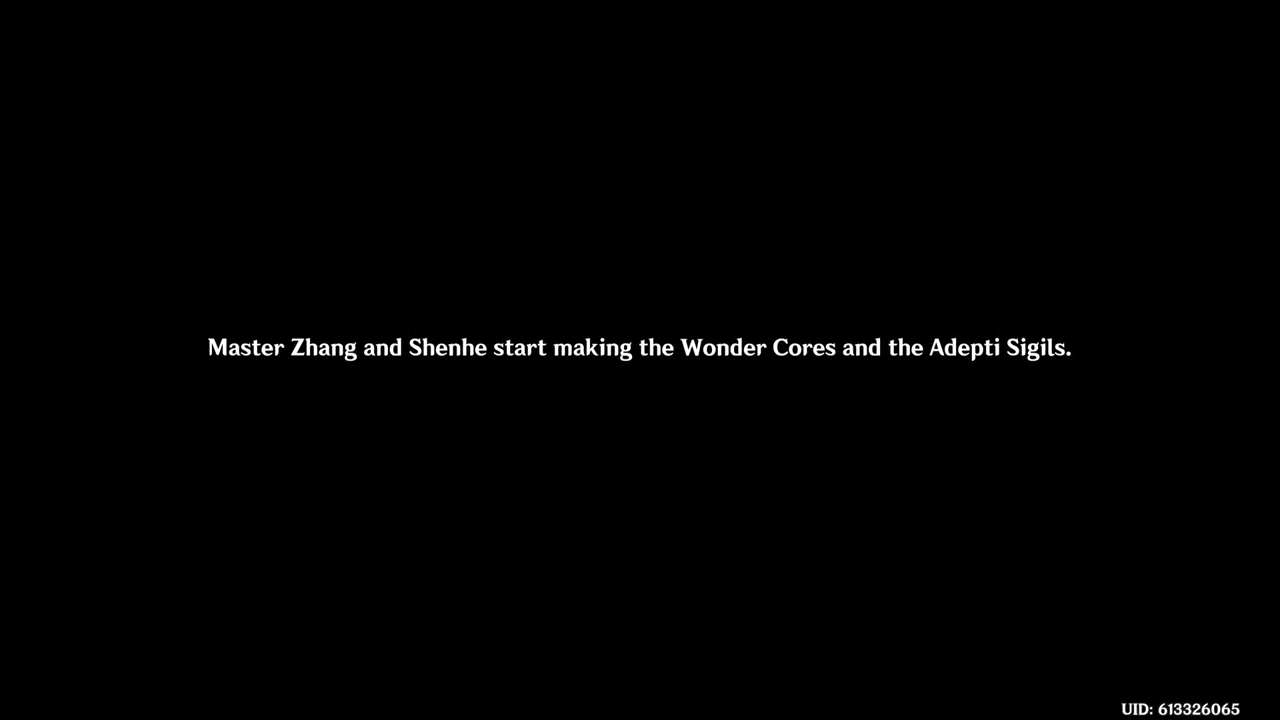 Master Zhang and Shenhe start making the Wonder Cores and the Adepti Sigils.
UID: 613326065